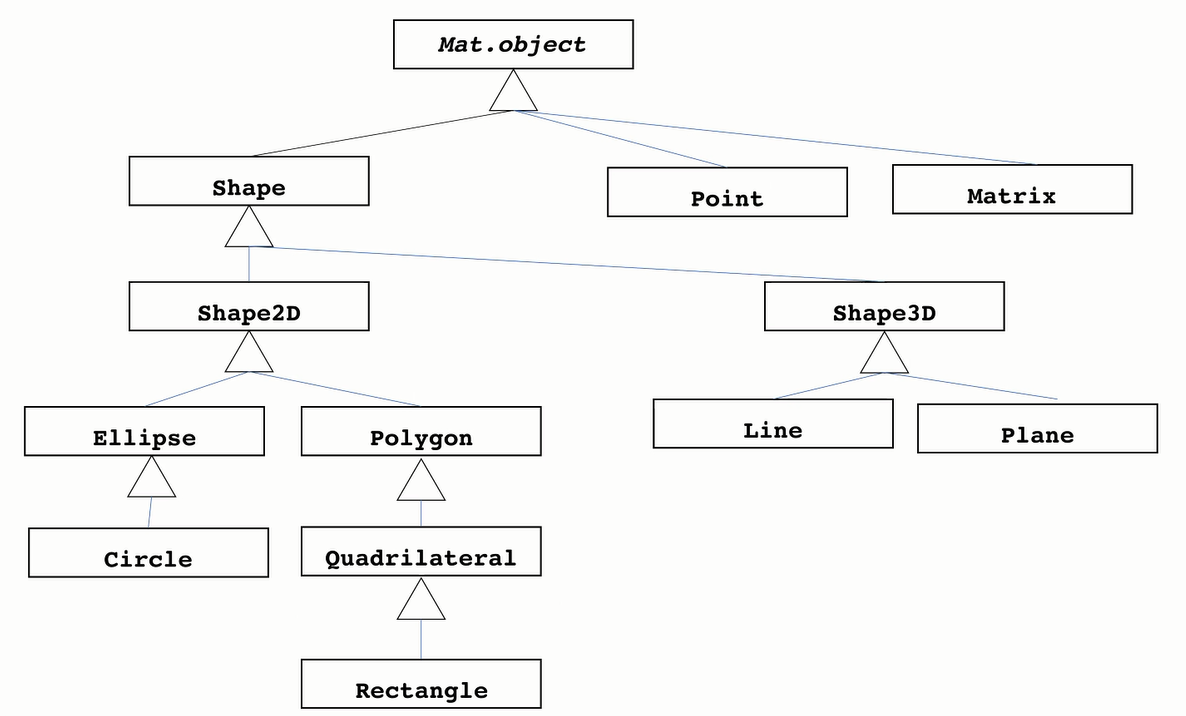 Mat.object
Shape
Point
Matrix
Shape2D
Shape3D
Ellipse
Polygon
Line
Plane
Circle
Quadrilateral
Rectangle